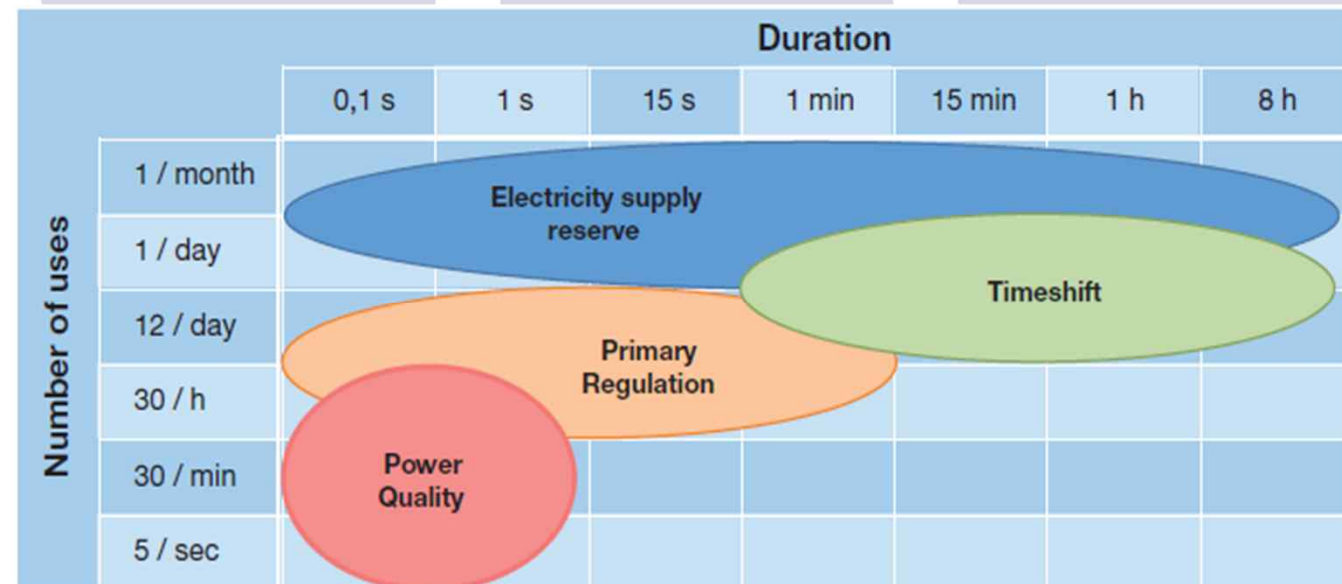 Duration
0,1 s
1 s
15 s
1 min
15 min
1 h
8 h
Number of uses
1 / month
1 / day
12 / day
30 / h
30 / min
5 / sec
Electricity supply
reserve
Timeshift
Primary
Regulation
Power
Quality